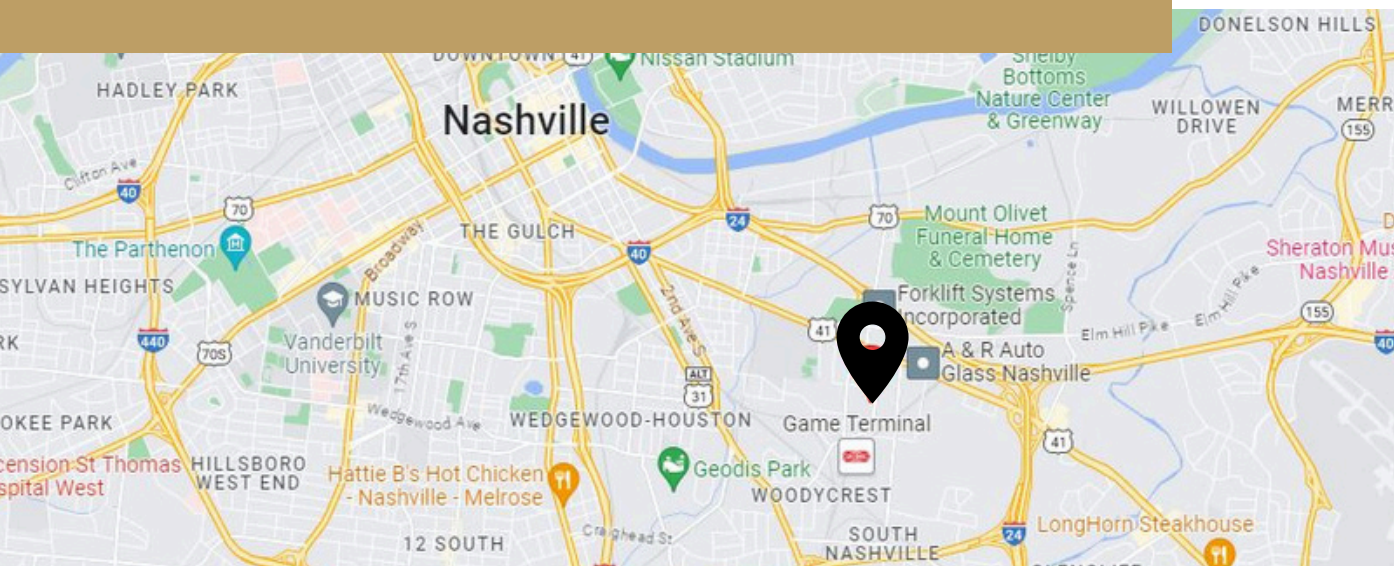 DONELSON HILLS
DOWNTOWN
41
Nissan Stadium
Shelby
Bottoms
Nature Center
& Greenway
HADLEY PARK
Nashville
WILLOWEN
DRIVE
MERR
155
Clifton Ave
40
70
The Parthenon
Broadway
THE GULCH
40
24
70
Mount Olivet
Funeral Home
& Cemetery
Spence Ln
Elm Hill Pike
Sheraton Mus
Nashville
D
SYLVAN HEIGHTS
MUSIC ROW
2nd Ave S
Forklift Systems
Incorporated
41
155
Elm Hill Pike
40
RK
440
70S
Vanderbilt
University
17th Ave S
A & R Auto
Glass Nashville
ALT
31
OKEE PARK
Wedgewood Ave
WEDGEWOOD-HOUSTON
Game Terminal
41
cension St Thomas
spital West
HILLSBORO
WEST END
Hattie B's Hot Chicken
- Nashville - Melrose
Geodis Park
WOODYCREST
12 SOUTH
Craighead St
SOUTH
NASHVILLE
24
LongHorn Steakhouse